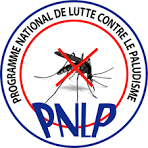 PROGRAMME NATIONAL DE LUTTE CONTRE LE PALUDISME
PNLP